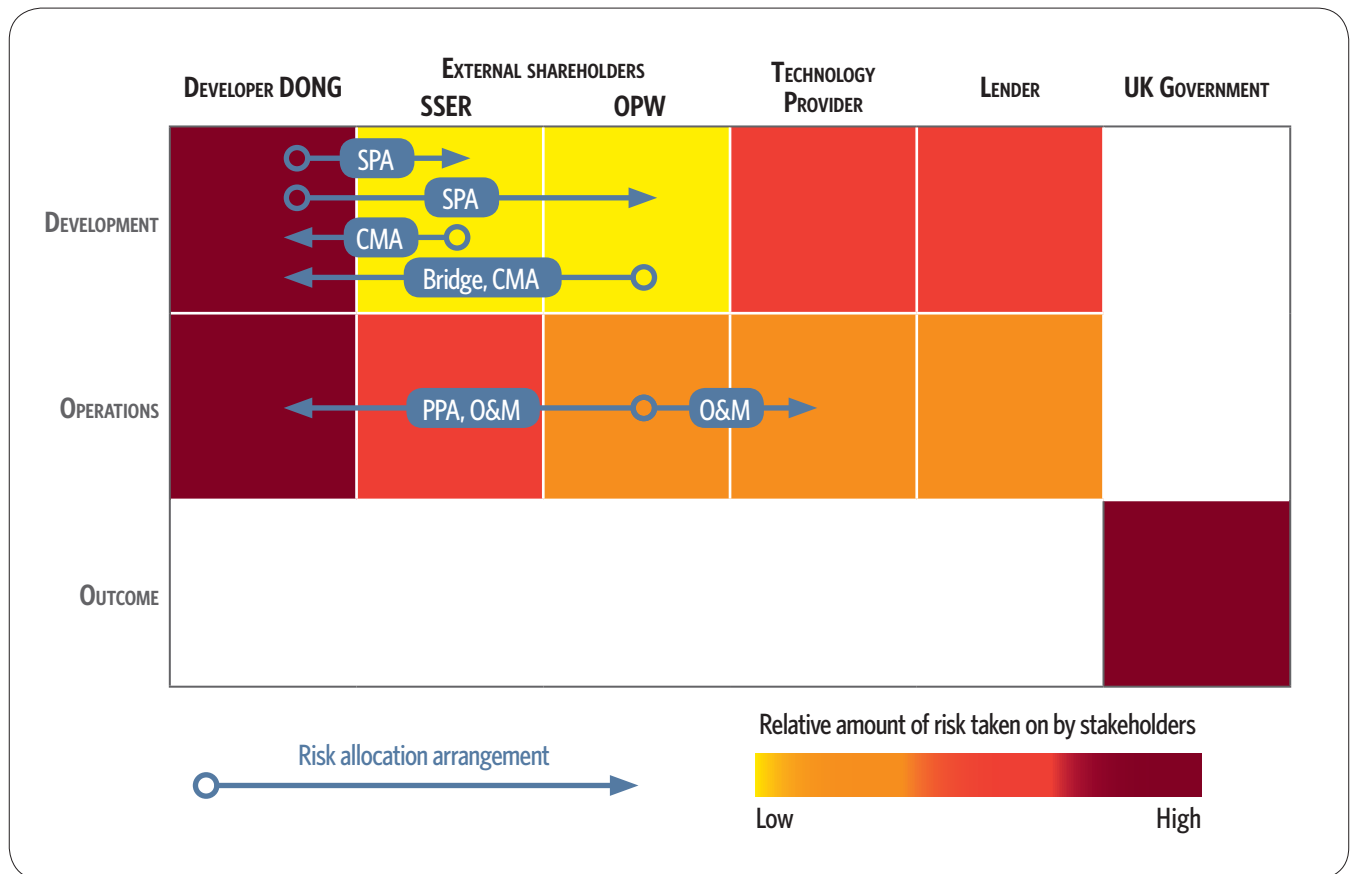 Developer DONG
External shareholders
SSER
OPW
Technology
Provider
Lender
UK Government
Development
SPA
SPA
CMA
Bridge, CMA
Operations
PPA, O&M
O&M
Outcome
Risk allocation arrangement
Relative amount of risk taken on by stakeholders
Low
High